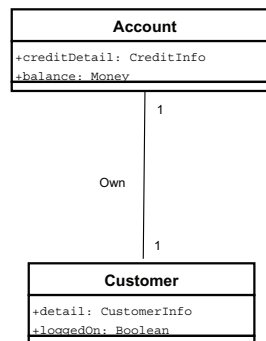 Account
+creditDetail: CreditInfo
+balance: Money
1
Own
1
Customer
+detail: CustomerInfo
+loggedOn: Boolean